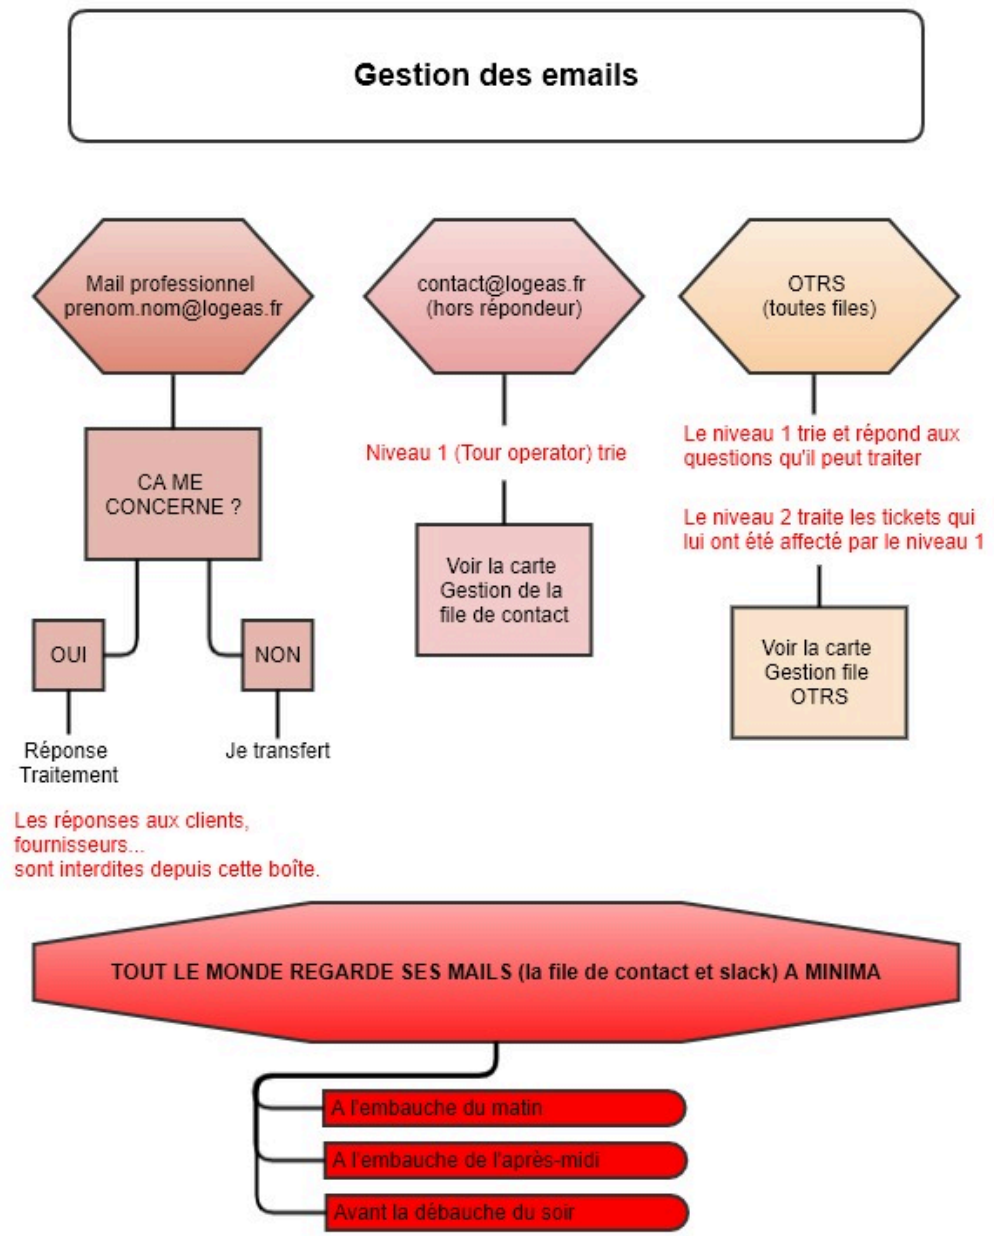 Gestion des emails
Mail professionnel
prenom.nom@logeas.fr
contact@logeas.fr
(hors répondeur)
OTRS
(toutes files)
CA ME
CONCERNE ?
OUI
NON
Réponse
Traitement
Je transfert
Les réponses aux clients,
fournisseurs...
sont interdites depuis cette boîte.
Niveau 1 (Tour operator) trie
Voir la carte
Gestion de la
file de contact
Le niveau 1 trie et répond aux
questions qu'il peut traiter
Le niveau 2 traite les tickets qui
lui ont été affecté par le niveau 1
Voir la carte
Gestion file
OTRS
TOUT LE MONDE REGARDE SES MAILS (la file de contact et slack) A MINIMA
A l'embauche du matin
A l'embauche de l'après-midi
Avant la débauche du soir